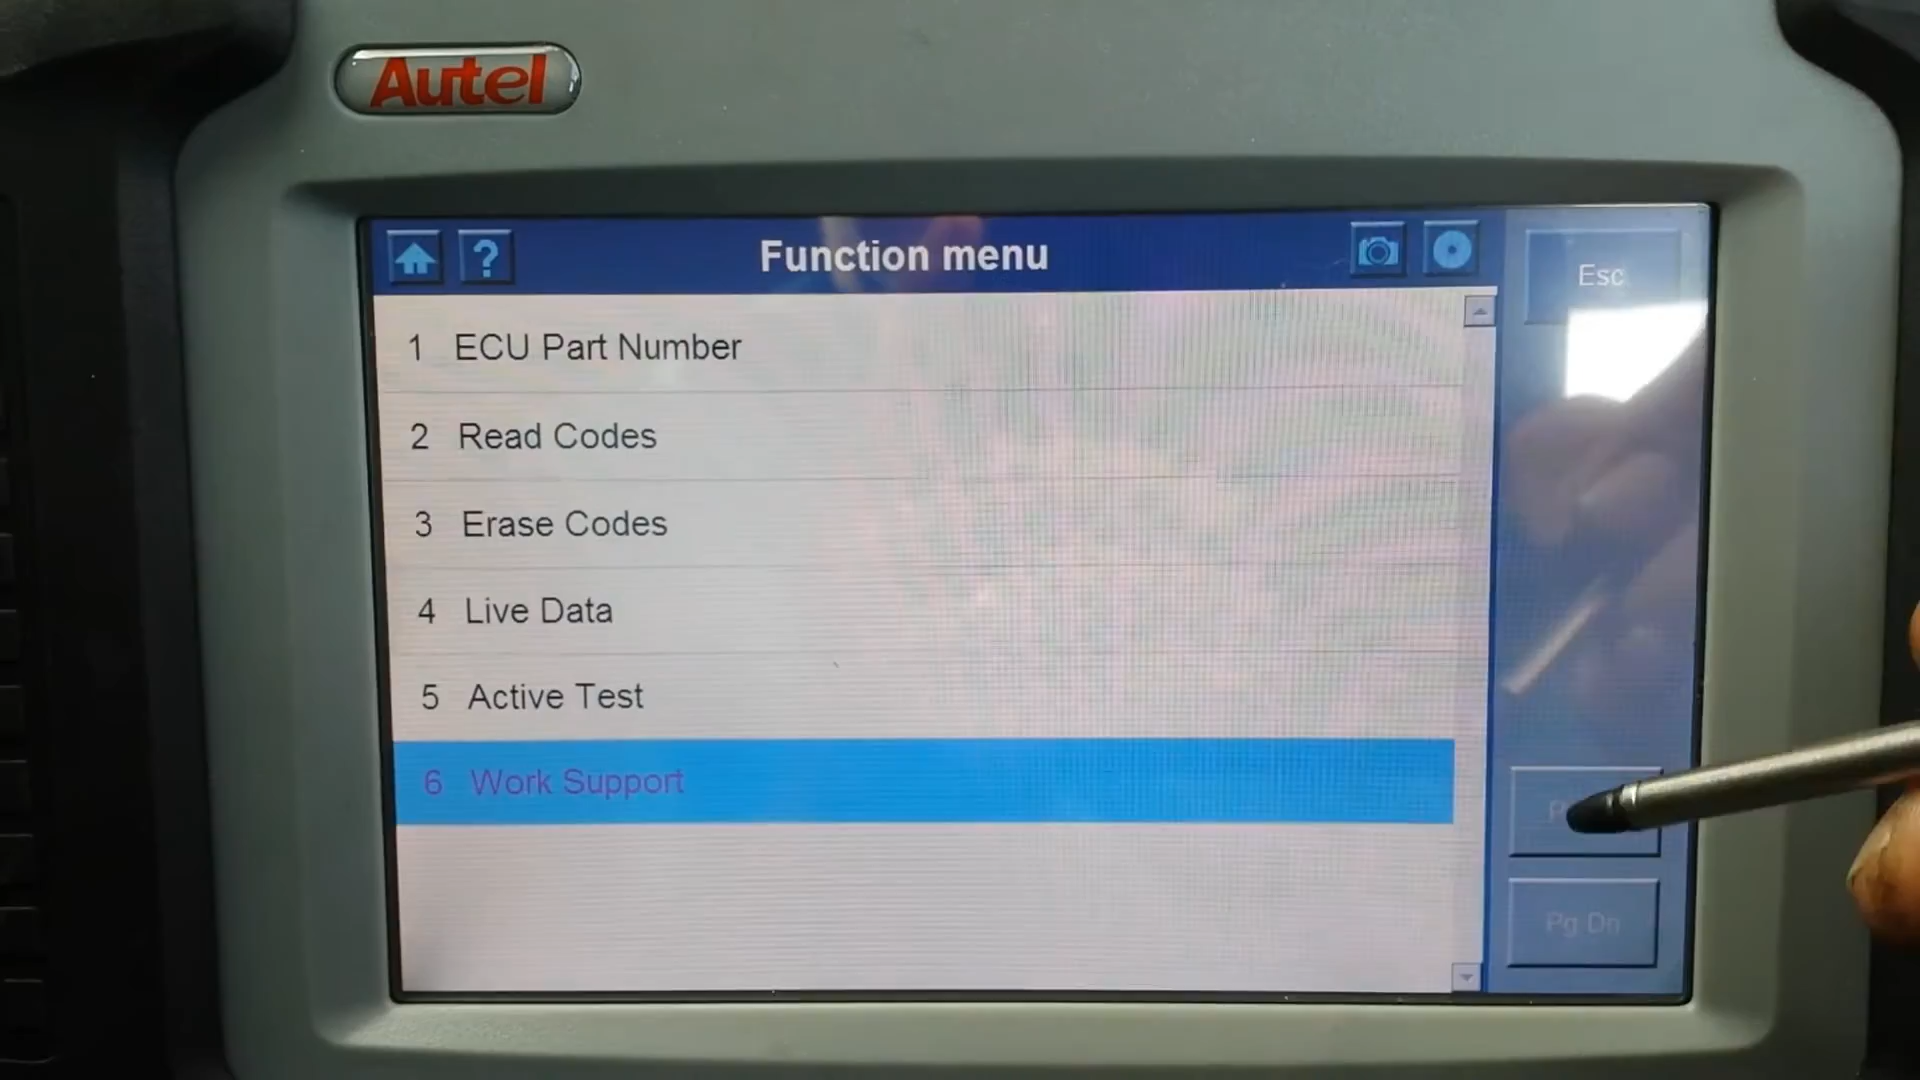 Autel
?
Function menu
Esc
1 ECU Part Number
2 Read Codes
3 Erase Codes
4 Live Data
5 Active Test
6 Work Support
Pg Dn